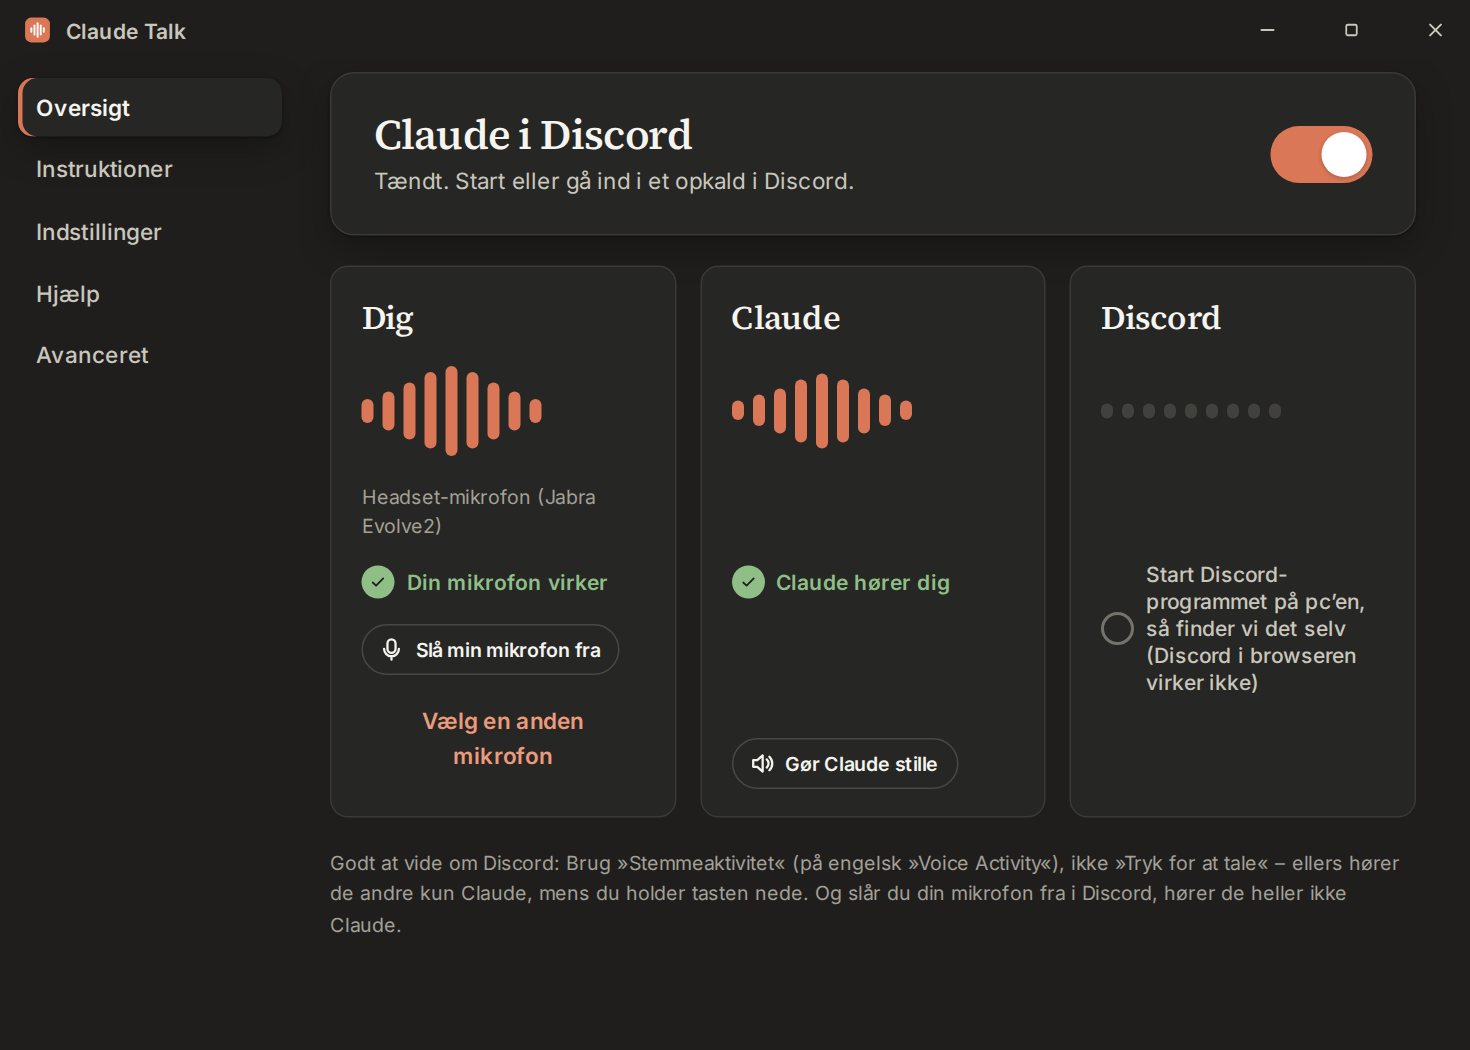 Claude Talk
Oversigt
Instruktioner
Indstillinger
Hjælp
Avanceret
Claude i Discord
Tændt. Start eller gå ind i et opkald i Discord.
Dig
Headset-mikrofon (Jabra
Evolve2)
Din mikrofon virker
Slå min mikrofon fra
Vælg en anden
mikrofon
Claude
Claude hører dig
Gør Claude stille
Discord
Start Discord-
programmet på pc’en,
så finder vi det selv
(Discord i browseren
virker ikke)
Godt at vide om Discord: Brug »Stemmeaktivitet« (på engelsk »Voice Activity«), ikke »Tryk for at tale« – ellers hører
de andre kun Claude, mens du holder tasten nede. Og slår du din mikrofon fra i Discord, hører de heller ikke
Claude.